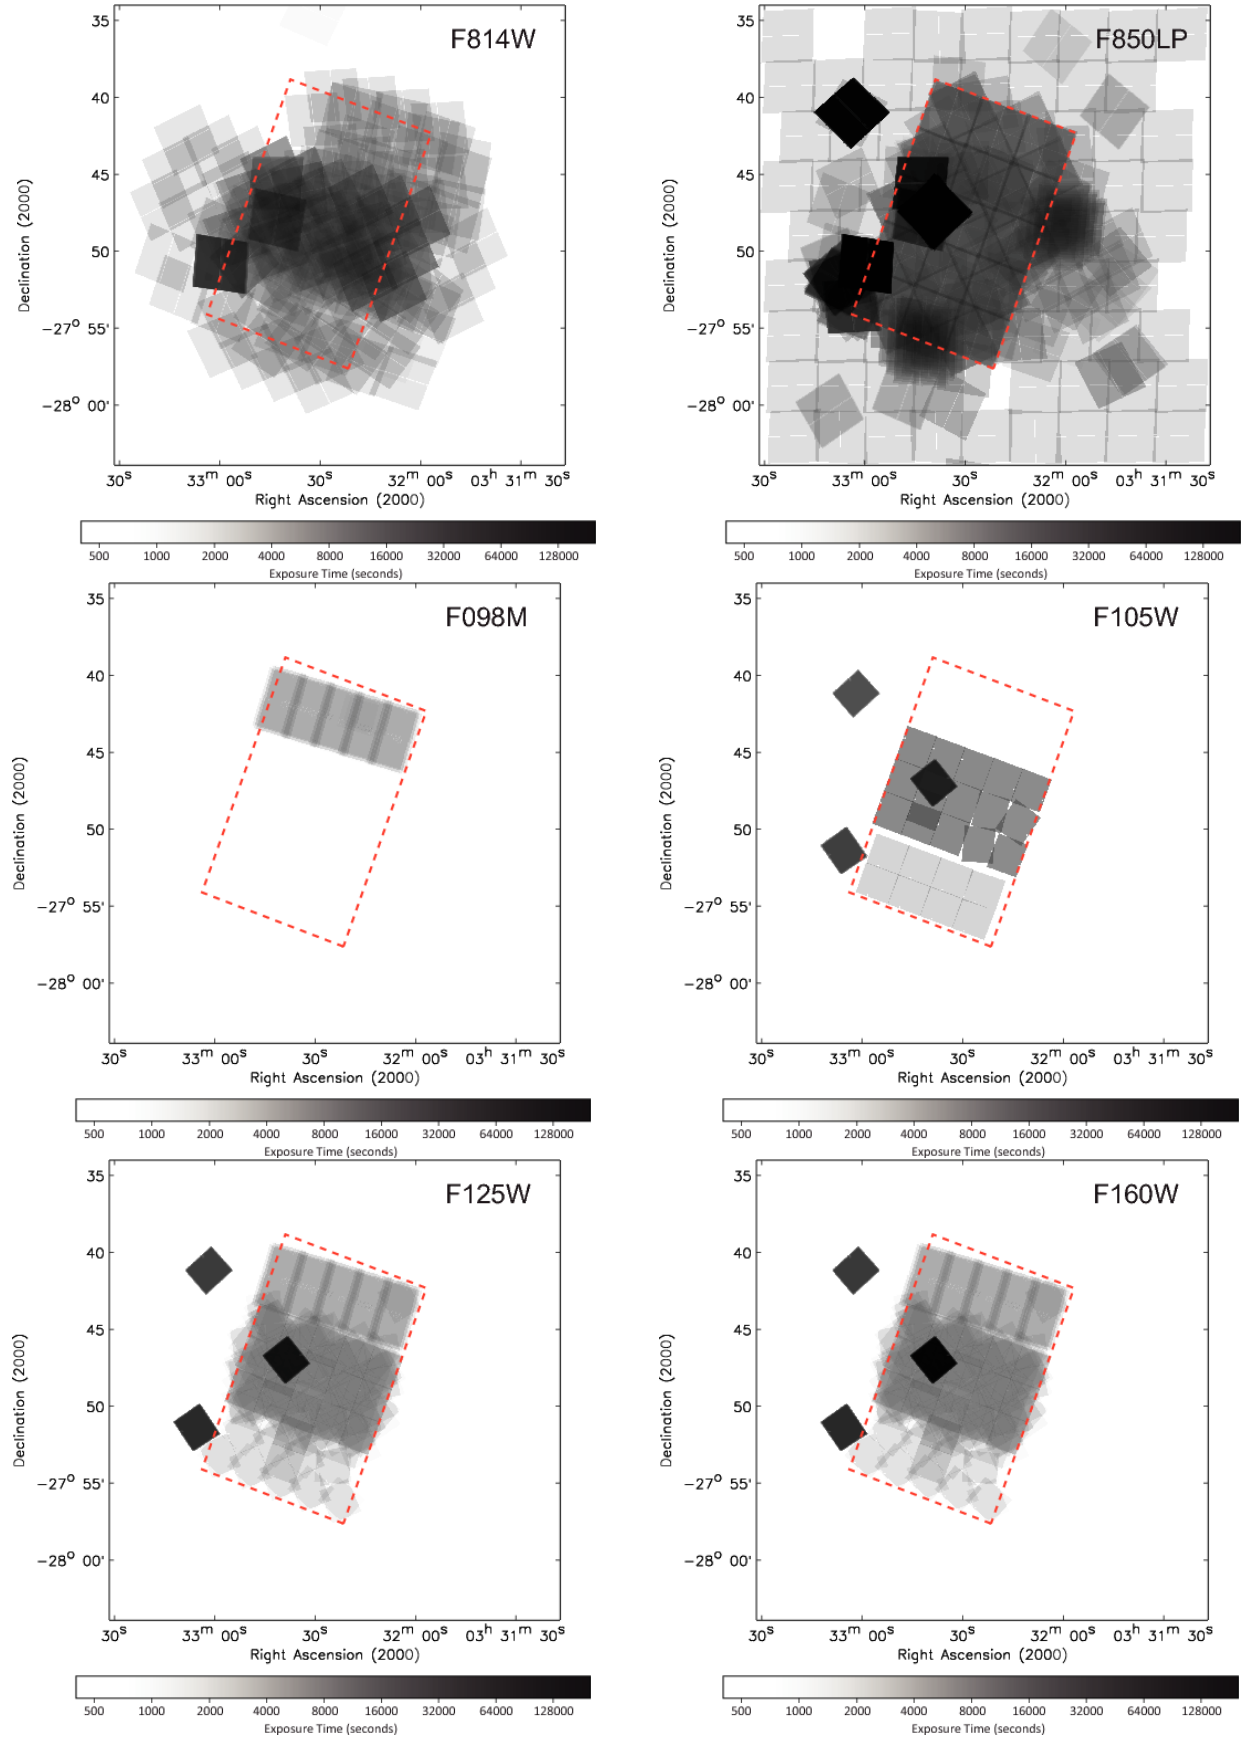 F814W
35
40
45
50
−27° 55'
−28° 00'
Declination (2000)
30s 33m 00s 30s 32m 00s 03h 31m 30s
Right Ascension (2000)
500 1000 2000 4000 8000 16000 32000 64000 128000
Exposure Time (seconds)
F850LP
35
40
45
50
−27° 55'
−28° 00'
Declination (2000)
30s 33m 00s 30s 32m 00s 03h 31m 30s
Right Ascension (2000)
500 1000 2000 4000 8000 16000 32000 64000 128000
Exposure Time (seconds)
F098M
35
40
45
50
−27° 55'
−28° 00'
Declination (2000)
30s 33m 00s 30s 32m 00s 03h 31m 30s
Right Ascension (2000)
500 1000 2000 4000 8000 16000 32000 64000 128000
Exposure Time (seconds)
F105W
35
40
45
50
−27° 55'
−28° 00'
Declination (2000)
30s 33m 00s 30s 32m 00s 03h 31m 30s
Right Ascension (2000)
500 1000 2000 4000 8000 16000 32000 64000 128000
Exposure Time (seconds)
F125W
35
40
45
50
−27° 55'
−28° 00'
Declination (2000)
30s 33m 00s 30s 32m 00s 03h 31m 30s
Right Ascension (2000)
500 1000 2000 4000 8000 16000 32000 64000 128000
Exposure Time (seconds)
F160W
35
40
45
50
−27° 55'
−28° 00'
Declination (2000)
30s 33m 00s 30s 32m 00s 03h 31m 30s
Right Ascension (2000)
500 1000 2000 4000 8000 16000 32000 64000 128000
Exposure Time (seconds)